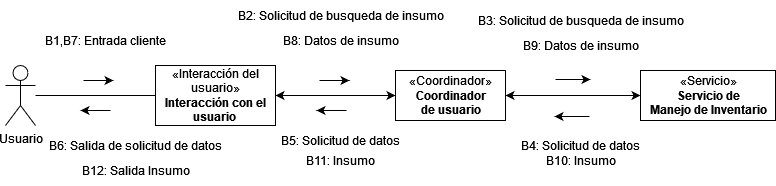 B2: Solicitud de busqueda de insumo
B3: Solicitud de busqueda de insumo
B1,B7: Entrada cliente
B8: Datos de insumo
B9: Datos de insumo
«Interacción del
usuario»
Interacción con el
usuario
«Coordinador»
Coordinador
de usuario
«Servicio»
Servicio de
Manejo de Inventario
Usuario
B6: Salida de solicitud de datos
B5: Solicitud de datos
B4: Solicitud de datos
B12: Salida Insumo
B11: Insumo
B10: Insumo